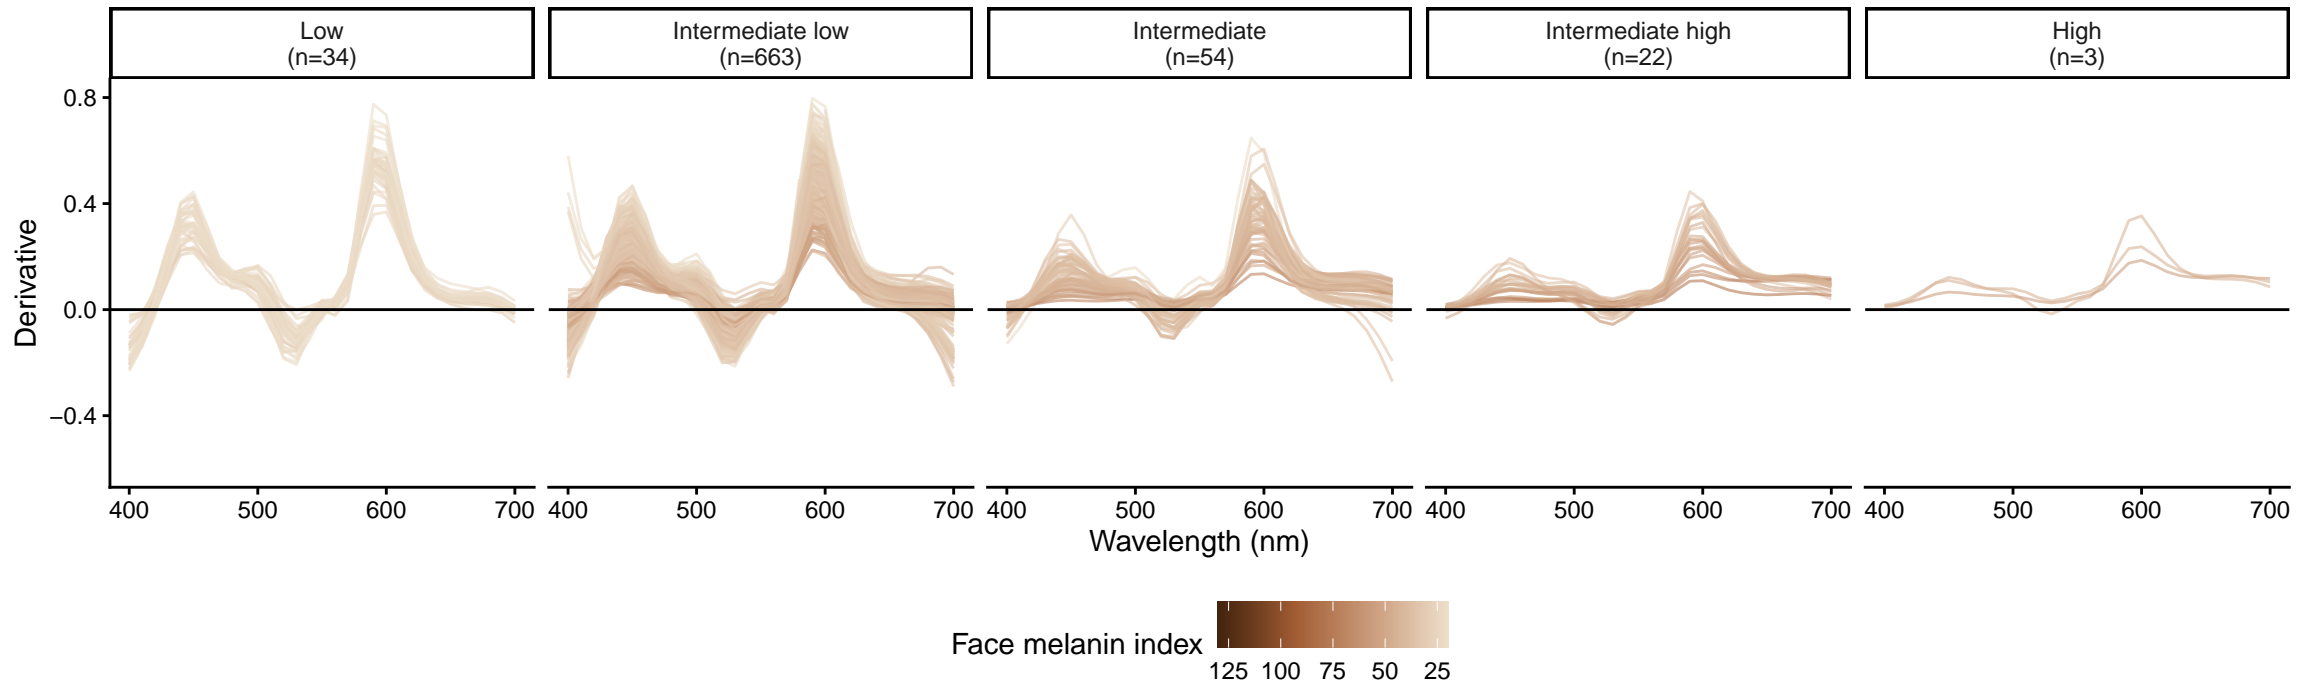 Low
(n=34)
Intermediate low
(n=663)
Intermediate
(n=54)
Intermediate high
(n=22)
High
(n=3)
Derivative
0.8
0.4
0.0
−0.4
400 500 600 700
400 500 600 700
400 500 600 700
400 500 600 700
400 500 600 700
Wavelength (nm)
Face melanin index
125 100 75 50 25